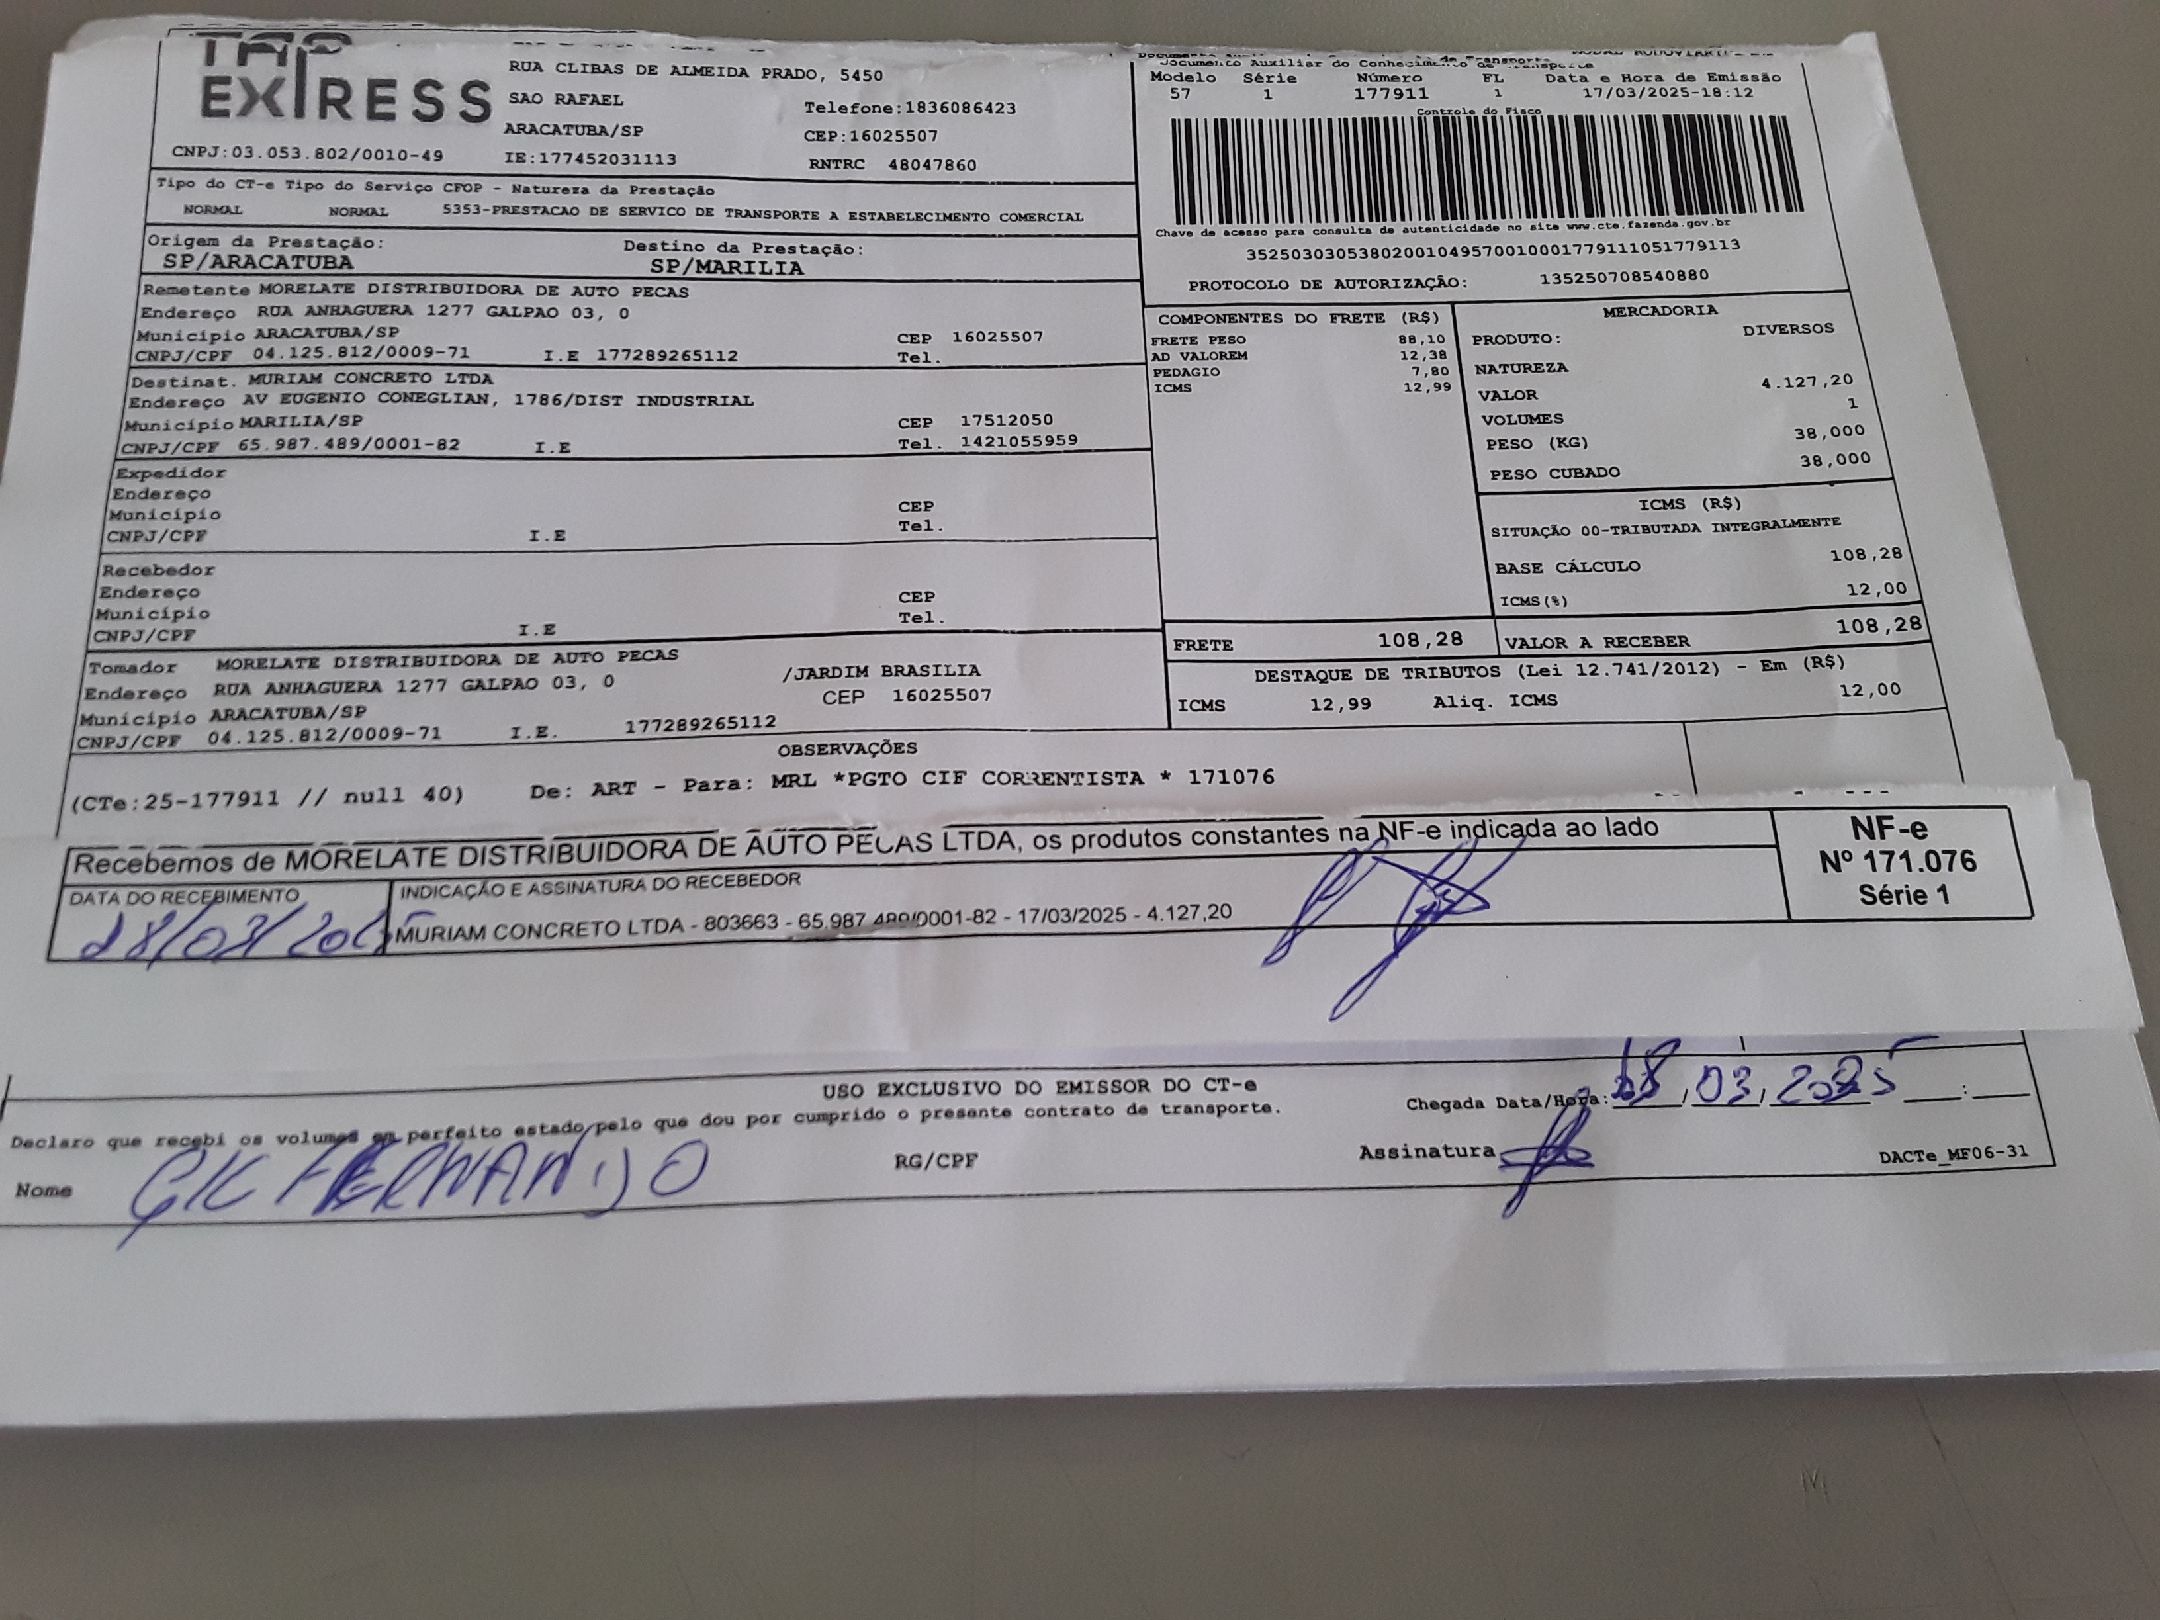 TAP
EXPRESS
RUA CLIBAS DE ALMEIDA PRADO, 5450
SAO RAFAEL Telefone:1836086423
ARACATUBA/SP CEP:16025507
CNPJ:03.053.802/0010-49 IE:177452031113 RNTRC 48047860
Documento Auxiliar do Conhecimento de Transporte
Modelo Série Número FL Data e Hora de Emissão
57 1 177911 1 17/03/2025-18:12
Controle do Fisco
Chave de acesso para consulta de autenticidade no site www.cte.fazenda.gov.br
35250303053802001049570010001779111051779113
PROTOCOLO DE AUTORIZAÇÃO: 135250708540880
Tipo do CT-e Tipo do Serviço CFOP - Natureza da Prestação
NORMAL NORMAL 5353-PRESTACAO DE SERVICO DE TRANSPORTE A ESTABELECIMENTO COMERCIAL
Origem da Prestação: Destino da Prestação:
SP/ARACATUBA SP/MARILIA
Remetente MORELATE DISTRIBUIDORA DE AUTO PECAS
Endereço RUA ANHAGUERA 1277 GALPAO 03, 0
Município ARACATUBA/SP CEP 16025507
CNPJ/CPF 04.125.812/0009-71 I.E 177289265112 Tel.
Destinat. MURIAM CONCRETO LTDA
Endereço AV EUGENIO CONEGLIAN, 1786/DIST INDUSTRIAL
Município MARILIA/SP CEP 17512050
CNPJ/CPF 65.987.489/0001-82 I.E Tel. 1421055959
Expedidor
Endereço
Município CEP
CNPJ/CPF I.E Tel.
Recebedor
Endereço CEP
Município Tel.
CNPJ/CPF I.E
Tomador MORELATE DISTRIBUIDORA DE AUTO PECAS
Endereço RUA ANHAGUERA 1277 GALPAO 03, 0 /JARDIM BRASILIA
Município ARACATUBA/SP CEP 16025507
CNPJ/CPF 04.125.812/0009-71 I.E. 177289265112
COMPONENTES DO FRETE (R$)
FRETE PESO 88,10
AD VALOREM 12,38
PEDAGIO 7,80
ICMS 12,99
MERCADORIA
PRODUTO: DIVERSOS
NATUREZA
VALOR 4.127,20
VOLUMES 1
PESO (KG) 38,000
PESO CUBADO 38,000
ICMS (R$)
SITUAÇÃO 00-TRIBUTADA INTEGRALMENTE
BASE CÁLCULO 108,28
ICMS(%) 12,00
FRETE 108,28 VALOR A RECEBER 108,28
DESTAQUE DE TRIBUTOS (Lei 12.741/2012) - Em (R$)
ICMS 12,99 Aliq. ICMS 12,00
OBSERVAÇÕES
(CTe:25-177911 // null 40) De: ART - Para: MRL *PGTO CIF CORRENTISTA * 171076
Recebemos de MORELATE DISTRIBUIDORA DE AUTO PECAS LTDA, os produtos constantes na NF-e indicada ao lado
NF-e
Nº 171.076
Série 1
DATA DO RECEBIMENTO INDICAÇÃO E ASSINATURA DO RECEBEDOR
MURIAM CONCRETO LTDA - 803663 - 65.987.489/0001-82 - 17/03/2025 - 4.127,20
USO EXCLUSIVO DO EMISSOR DO CT-e
Declaro que recebi os volumes em perfeito estado pelo que dou por cumprido o presente contrato de transporte.
Chegada Data/Hora: 18,03,2025 :
Nome FERNANDO RG/CPF Assinatura DACTe_MF06-31